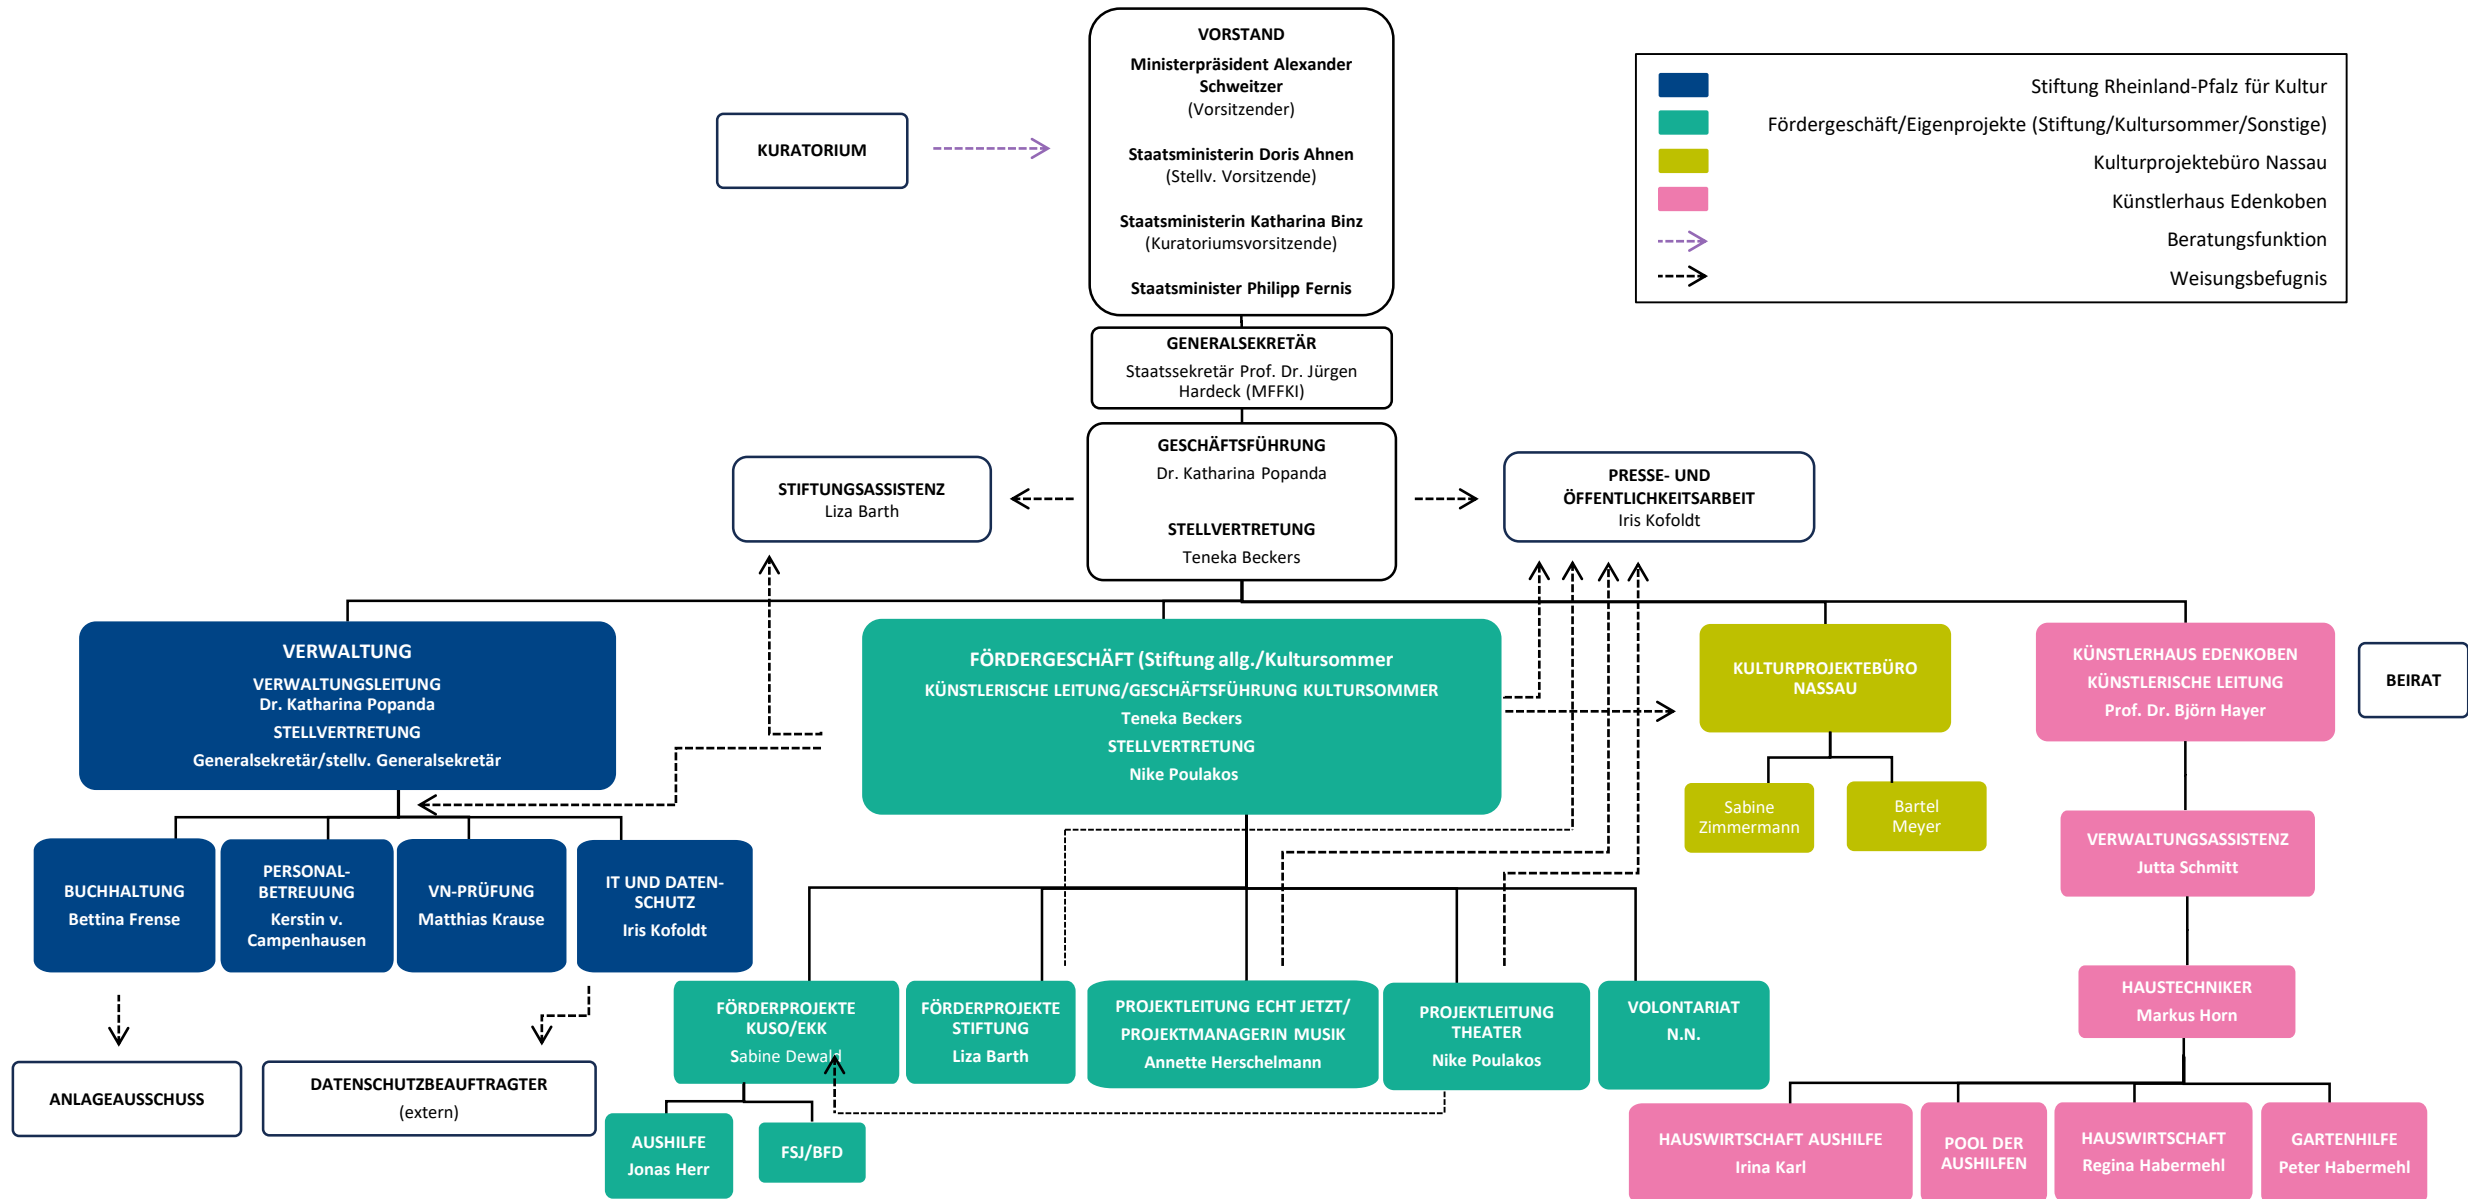 VORSTAND
Ministerpräsident Alexander
Schweitzer
(Vorsitzender)
Staatsministerin Doris Ahnen
(Stellv. Vorsitzende)
Staatsministerin Katharina Binz
(Kuratoriumsvorsitzende)
Staatsminister Philipp Fernis
KURATORIUM
Stiftung Rheinland-Pfalz für Kultur
Fördergeschäft/Eigenprojekte (Stiftung/Kultursommer/Sonstige)
Kulturprojektebüro Nassau
Künstlerhaus Edenkoben
Beratungsfunktion
Weisungsbefugnis
GENERALSEKRETÄR
Staatssekretär Prof. Dr. Jürgen
Hardeck (MFFKI)
GESCHÄFTSFÜHRUNG
Dr. Katharina Popanda
STELLVERTRETUNG
Teneka Beckers
STIFTUNGSASSISTENZ
Liza Barth
PRESSE- UND
ÖFFENTLICHKEITSARBEIT
Iris Kofoldt
VERWALTUNG
VERWALTUNGSLEITUNG
Dr. Katharina Popanda
STELLVERTRETUNG
Generalsekretär/stellv. Generalsekretär
FÖRDERGESCHÄFT (Stiftung allg./Kultursommer
KÜNSTLERISCHE LEITUNG/GESCHÄFTSFÜHRUNG KULTURSOMMER
Teneka Beckers
STELLVERTRETUNG
Nike Poulakos
KULTURPROJEKTEBÜRO
NASSAU
KÜNSTLERHAUS EDENKOBEN
KÜNSTLERISCHE LEITUNG
Prof. Dr. Björn Hayer
BEIRAT
Sabine
Zimmermann
Bartel
Meyer
VERWALTUNGSASSISTENZ
Jutta Schmitt
BUCHHALTUNG
Bettina Frense
PERSONAL-
BETREUUNG
Kerstin v.
Campenhausen
VN-PRÜFUNG
Matthias Krause
IT UND DATEN-
SCHUTZ
Iris Kofoldt
HAUSTECHNIKER
Markus Horn
FÖRDERPROJEKTE
KUSO/EKK
Sabine Dewald
FÖRDERPROJEKTE
STIFTUNG
Liza Barth
PROJEKTLEITUNG ECHT JETZT/
PROJEKTMANAGERIN MUSIK
Annette Herschelmann
PROJEKTLEITUNG
THEATER
Nike Poulakos
VOLONTARIAT
N.N.
ANLAGEAUSSCHUSS
DATENSCHUTZBEAUFTRAGTER
(extern)
AUSHILFE
Jonas Herr
FSJ/BFD
HAUSWIRTSCHAFT AUSHILFE
Irina Karl
POOL DER
AUSHILFEN
HAUSWIRTSCHAFT
Regina Habermehl
GARTENHILFE
Peter Habermehl